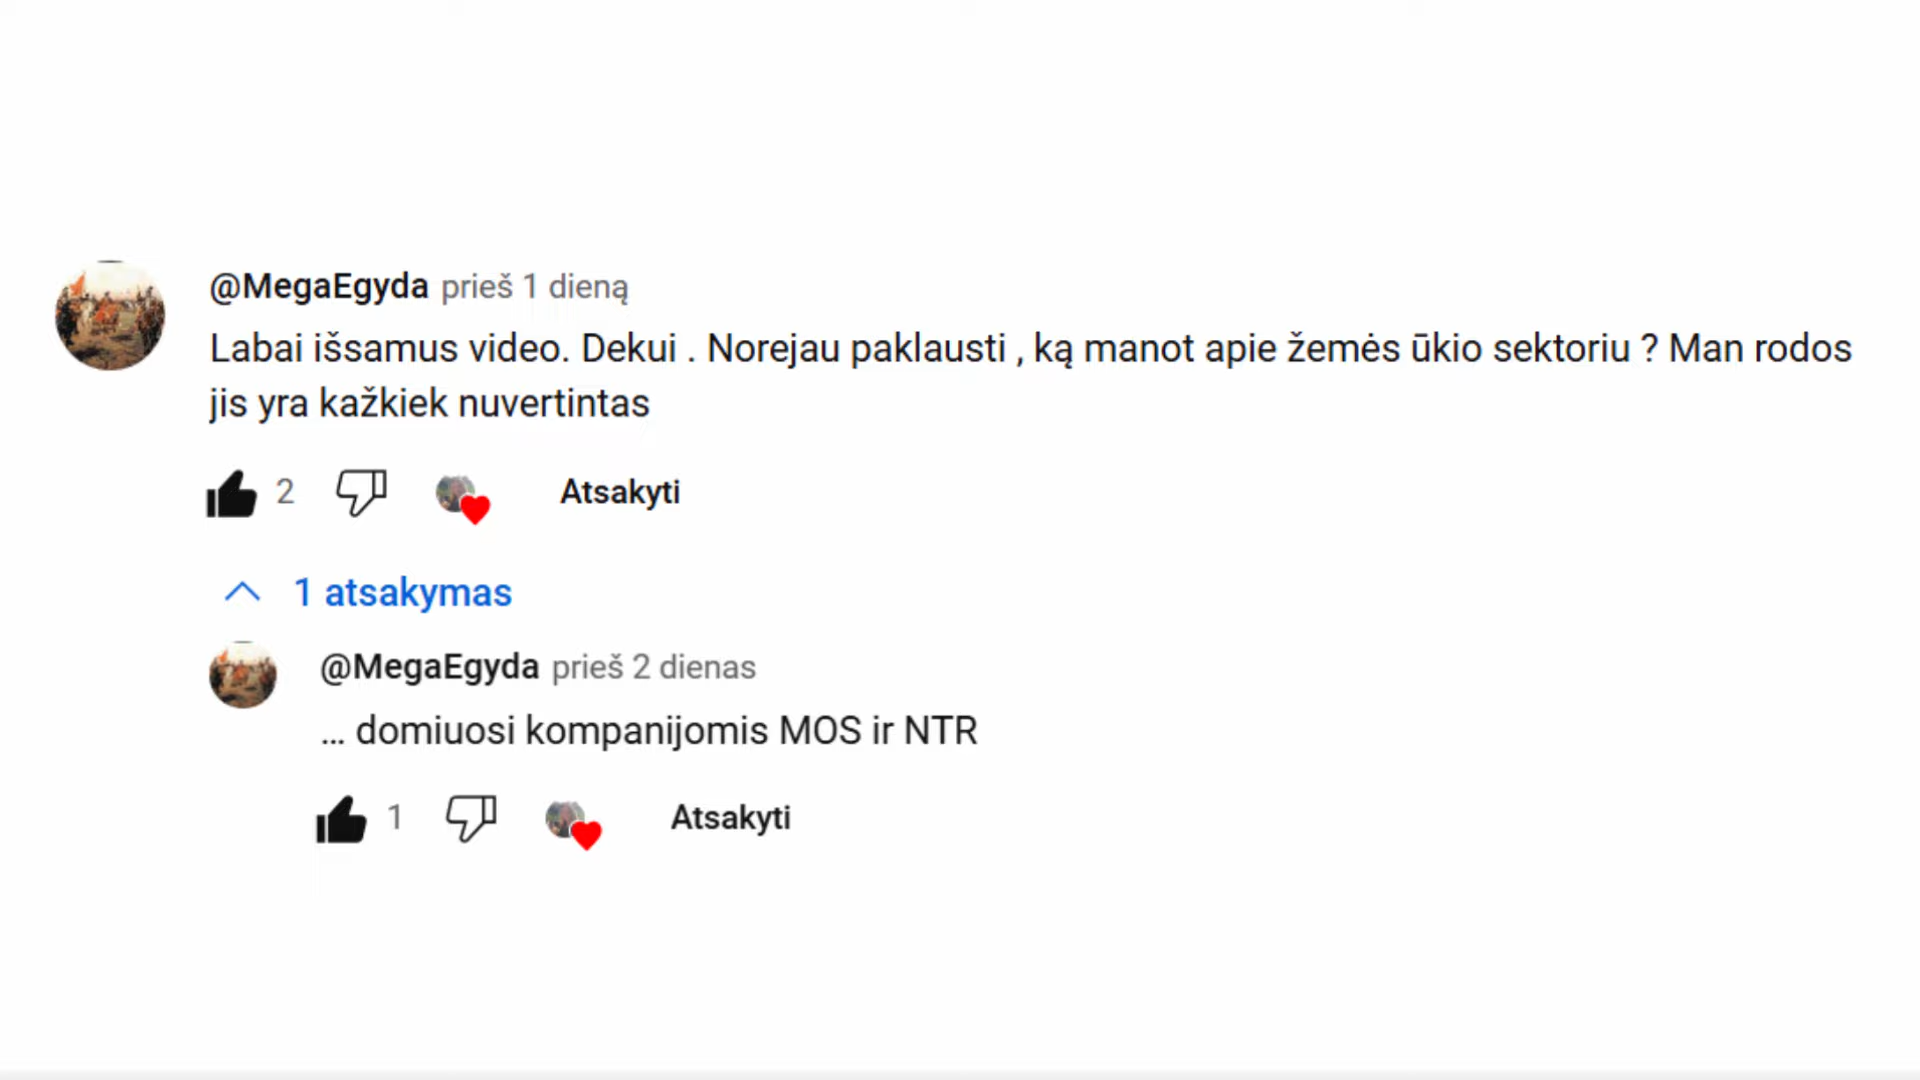 @MegaEgyda prieš 1 dieną
Labai išsamus video. Dekui . Norejau paklausti , ką manot apie žemės ūkio sektoriu ? Man rodos
jis yra kažkiek nuvertintas
2 Atsakyti
1 atsakymas
@MegaEgyda prieš 2 dienas
... domiuosi kompanijomis MOS ir NTR
1 Atsakyti